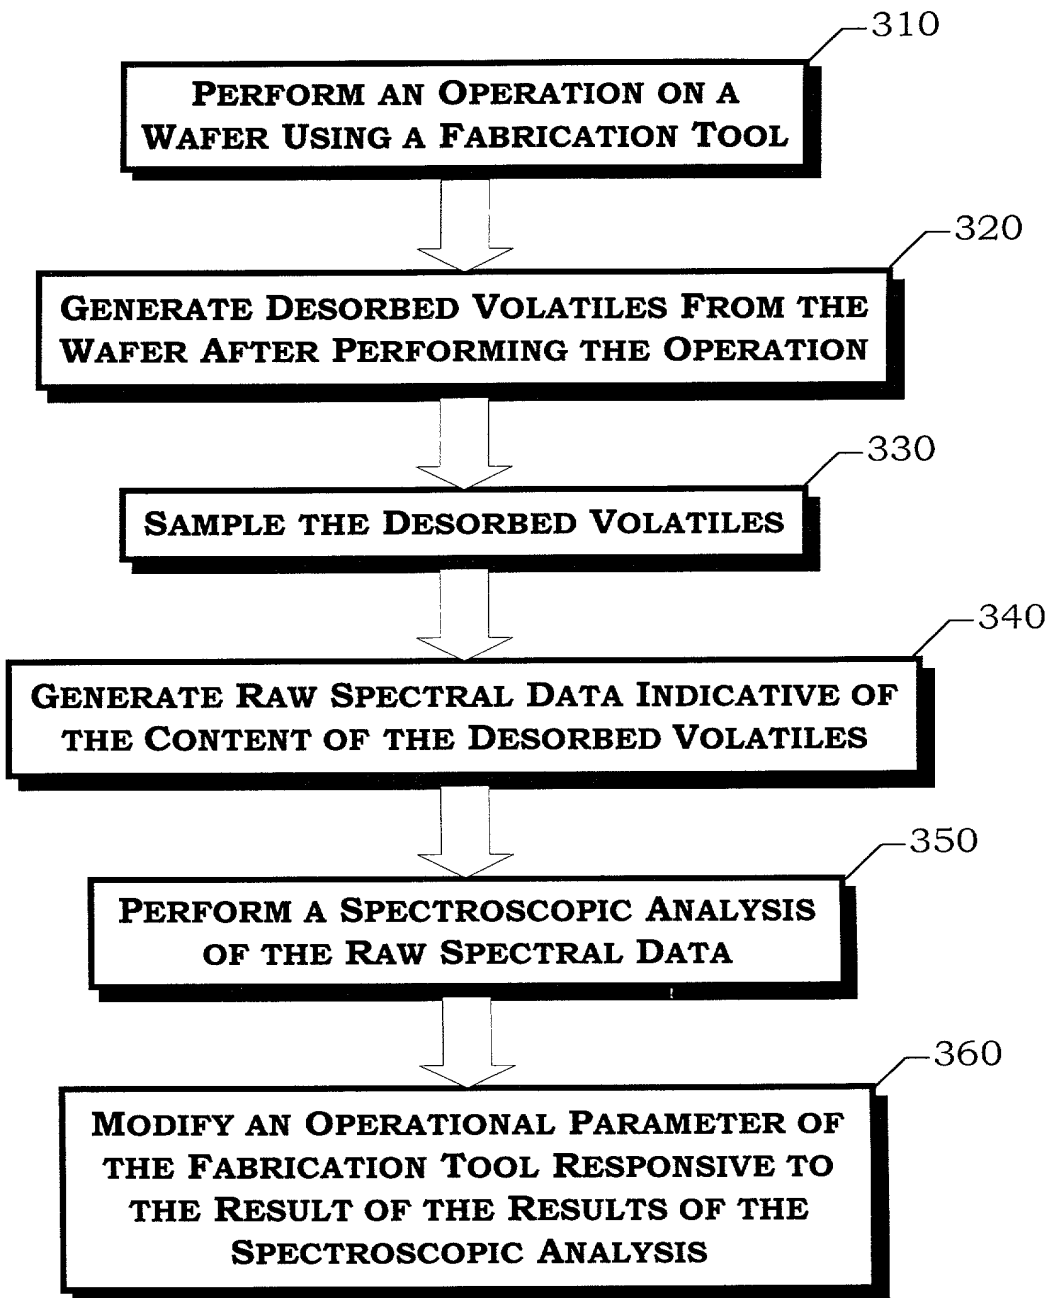 310
PERFORM AN OPERATION ON A
WAFER USING A FABRICATION TOOL
320
GENERATE DESORBED VOLATILES FROM THE
WAFER AFTER PERFORMING THE OPERATION
330
SAMPLE THE DESORBED VOLATILES
340
GENERATE RAW SPECTRAL DATA INDICATIVE OF
THE CONTENT OF THE DESORBED VOLATILES
350
PERFORM A SPECTROSCOPIC ANALYSIS
OF THE RAW SPECTRAL DATA
360
MODIFY AN OPERATIONAL PARAMETER OF
THE FABRICATION TOOL RESPONSIVE TO
THE RESULT OF THE RESULTS OF THE
SPECTROSCOPIC ANALYSIS